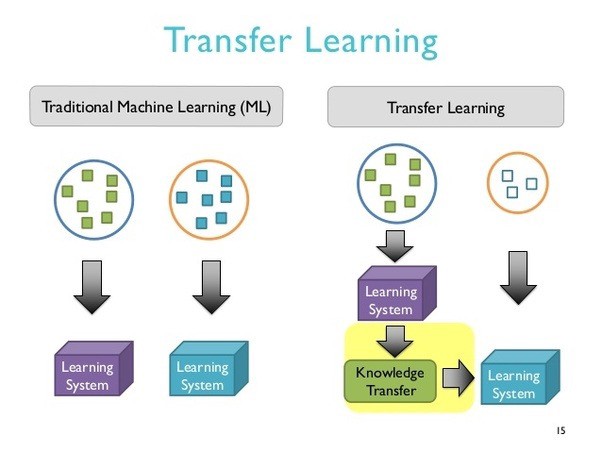 Transfer Learning
Traditional Machine Learning (ML)
Transfer Learning
Learning
System
Learning
System
Learning
System
Knowledge
Transfer
Learning
System
15